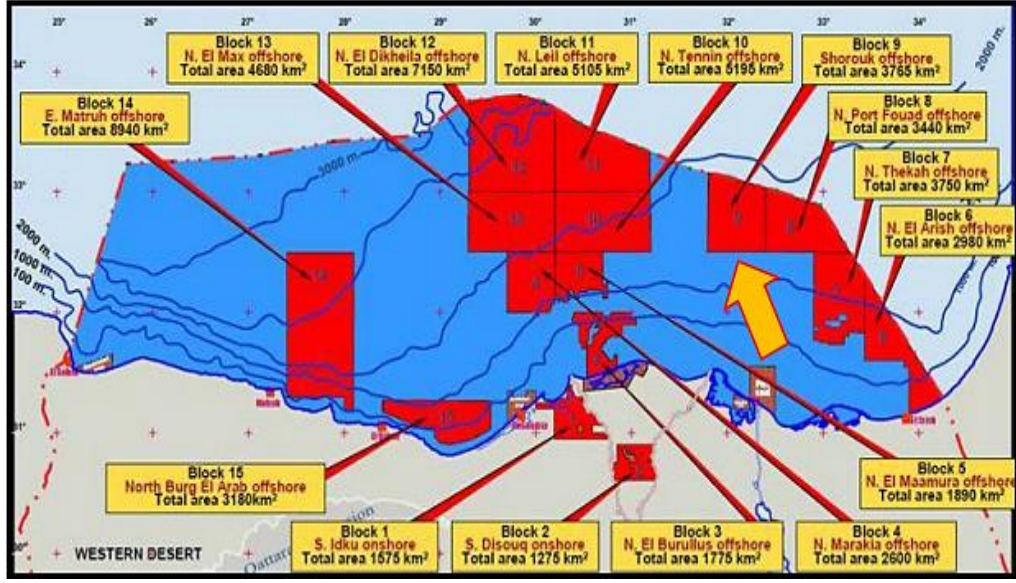 25°
26°
27°
28°
29°
30°
31°
32°
33°
34°
Block 13
N. El Max offshore
Total area 4680 km²
Block 12
N. El Dikheila offshore
Total area 7150 km²
Block 11
N. Leil offshore
Total area 5105 km²
Block 10
N. Tennin offshore
Total area 5195 km²
Block 9
Shorouk offshore
Total area 3765 km²
2000 m.
34°
Block 14
E. Matruh offshore
Total area 8940 km²
Block 8
N. Port Fouad offshore
Total area 3440 km²
3000 m.
Block 7
N. Thekah offshore
Total area 3750 km²
33°
12
11
Block 6
N. El Arish offshore
Total area 2980 km²
13
10
9
8
2000 m.
1000 m.
100 m.
14
4
5
7
1000 m.
32°
6
Matruh
15
31°
Block 15
North Burg El Arab offshore
Total area 3180km²
Block 5
N. El Maamura offshore
Total area 1890 km²
Block 1
S. Idku onshore
Total area 1575 km²
Block 2
S. Disouq onshore
Total area 1275 km²
Block 3
N. El Burullus offshore
Total area 1775 km²
Block 4
N. Marakia offshore
Total area 2600 km²
30°
WESTERN DESERT